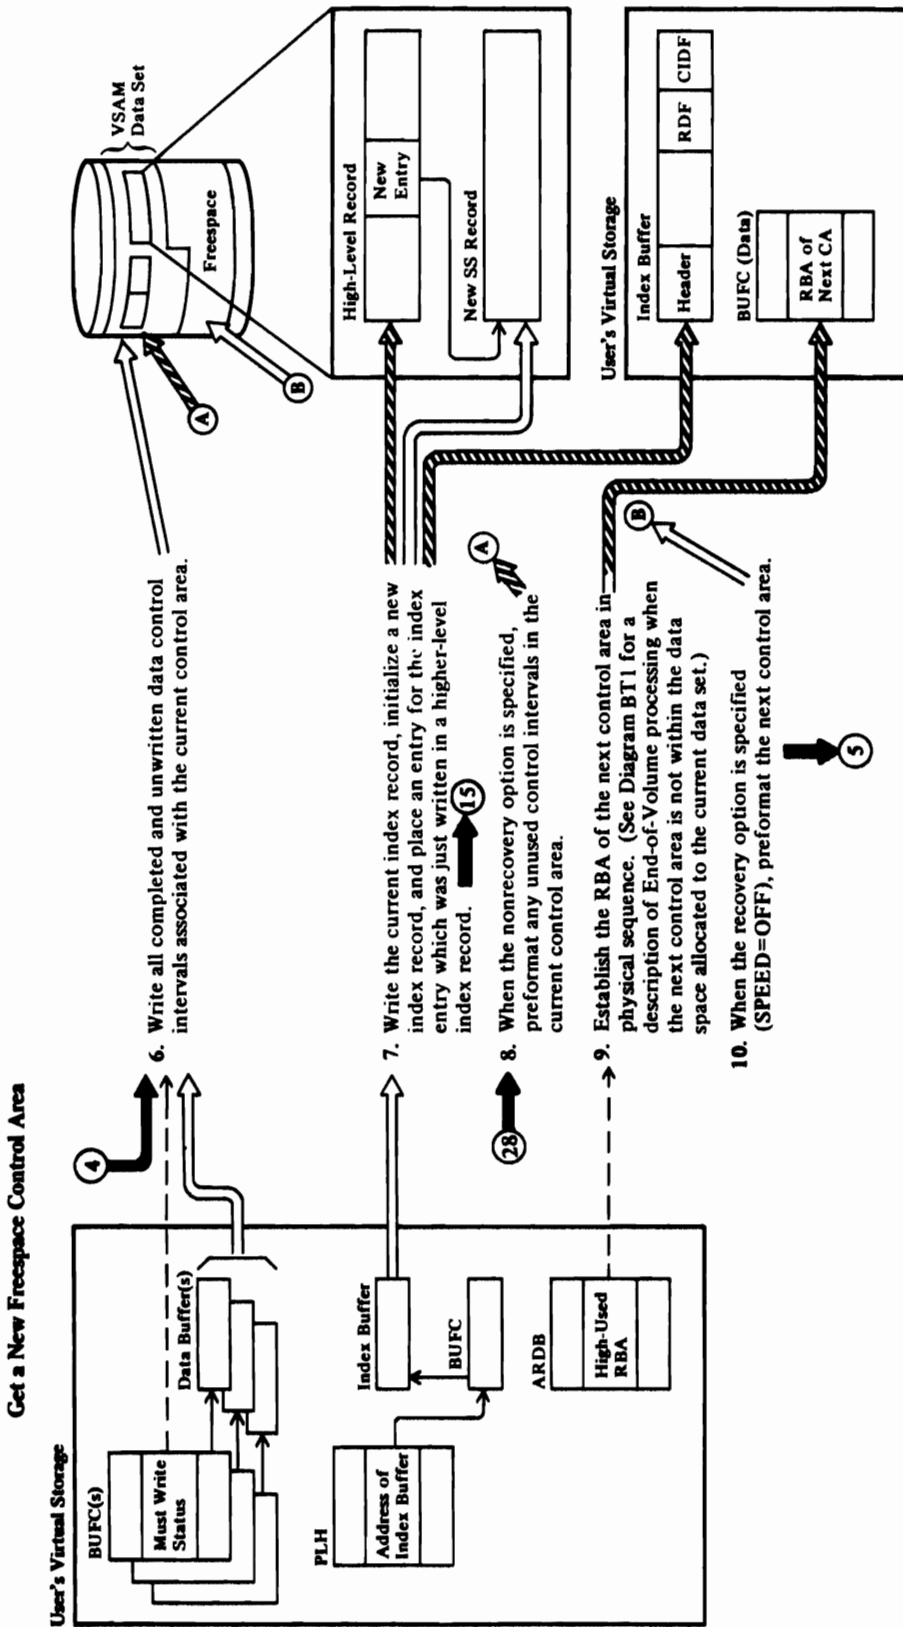 Get a New Freespace Control Area
User's Virtual Storage
BUFC(s)
Must Write
Status
Data Buffer(s)
PLH
Address of
Index Buffer
Index Buffer
BUFC
ARDB
High-Used
RBA
4
6. Write all completed and unwritten data control
intervals associated with the current control area.
7. Write the current index record, initialize a new
index record, and place an entry for the index
entry which was just written in a higher-level
index record.
15
28
8. When the nonrecovery option is specified,
preformat any unused control intervals in the
current control area.
A
9. Establish the RBA of the next control area in
physical sequence. (See Diagram BT1 for a
description of End-of-Volume processing when
the next control area is not within the data
space allocated to the current data set.)
B
10. When the recovery option is specified
(SPEED=OFF), preformat the next control area.
5
VSAM
Data Set
Freespace
A
B
High-Level Record
New
Entry
New SS Record
User's Virtual Storage
Index Buffer
Header
RDF
CIDF
BUFC (Data)
RBA of
Next CA